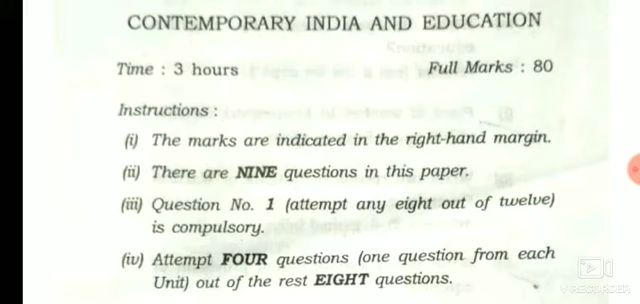 CONTEMPORARY INDIA AND EDUCATION
Time : 3 hours Full Marks : 80
Instructions :
(i) The marks are indicated in the right-hand margin.
(ii) There are NINE questions in this paper.
(iii) Question No. 1 (attempt any eight out of twelve)
is compulsory.
(iv) Attempt FOUR questions (one question from each
Unit) out of the rest EIGHT questions.